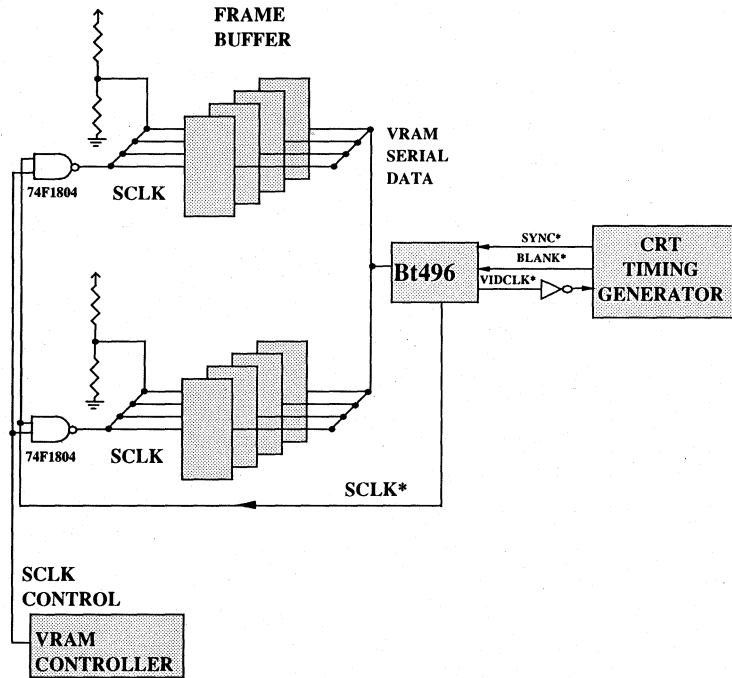 FRAME
BUFFER
VRAM
SERIAL
DATA
74F1804
SCLK
SYNC*
BLANK*
VIDCLK*
Bt496
CRT
TIMING
GENERATOR
74F1804
SCLK
SCLK*
SCLK
CONTROL
VRAM
CONTROLLER